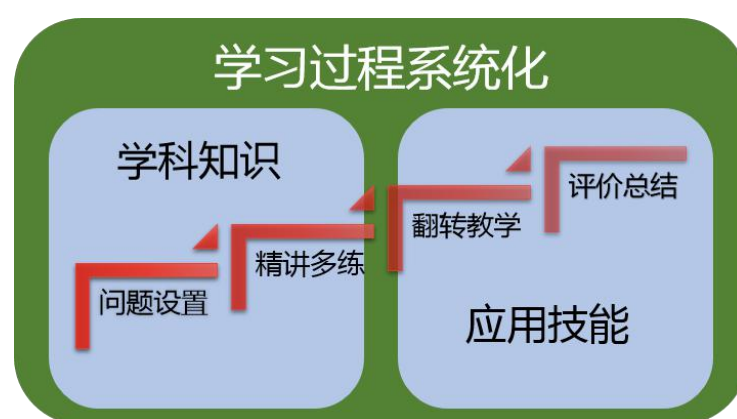 学习过程系统化
学科知识
问题设置
精讲多练
翻转教学
评价总结
应用技能